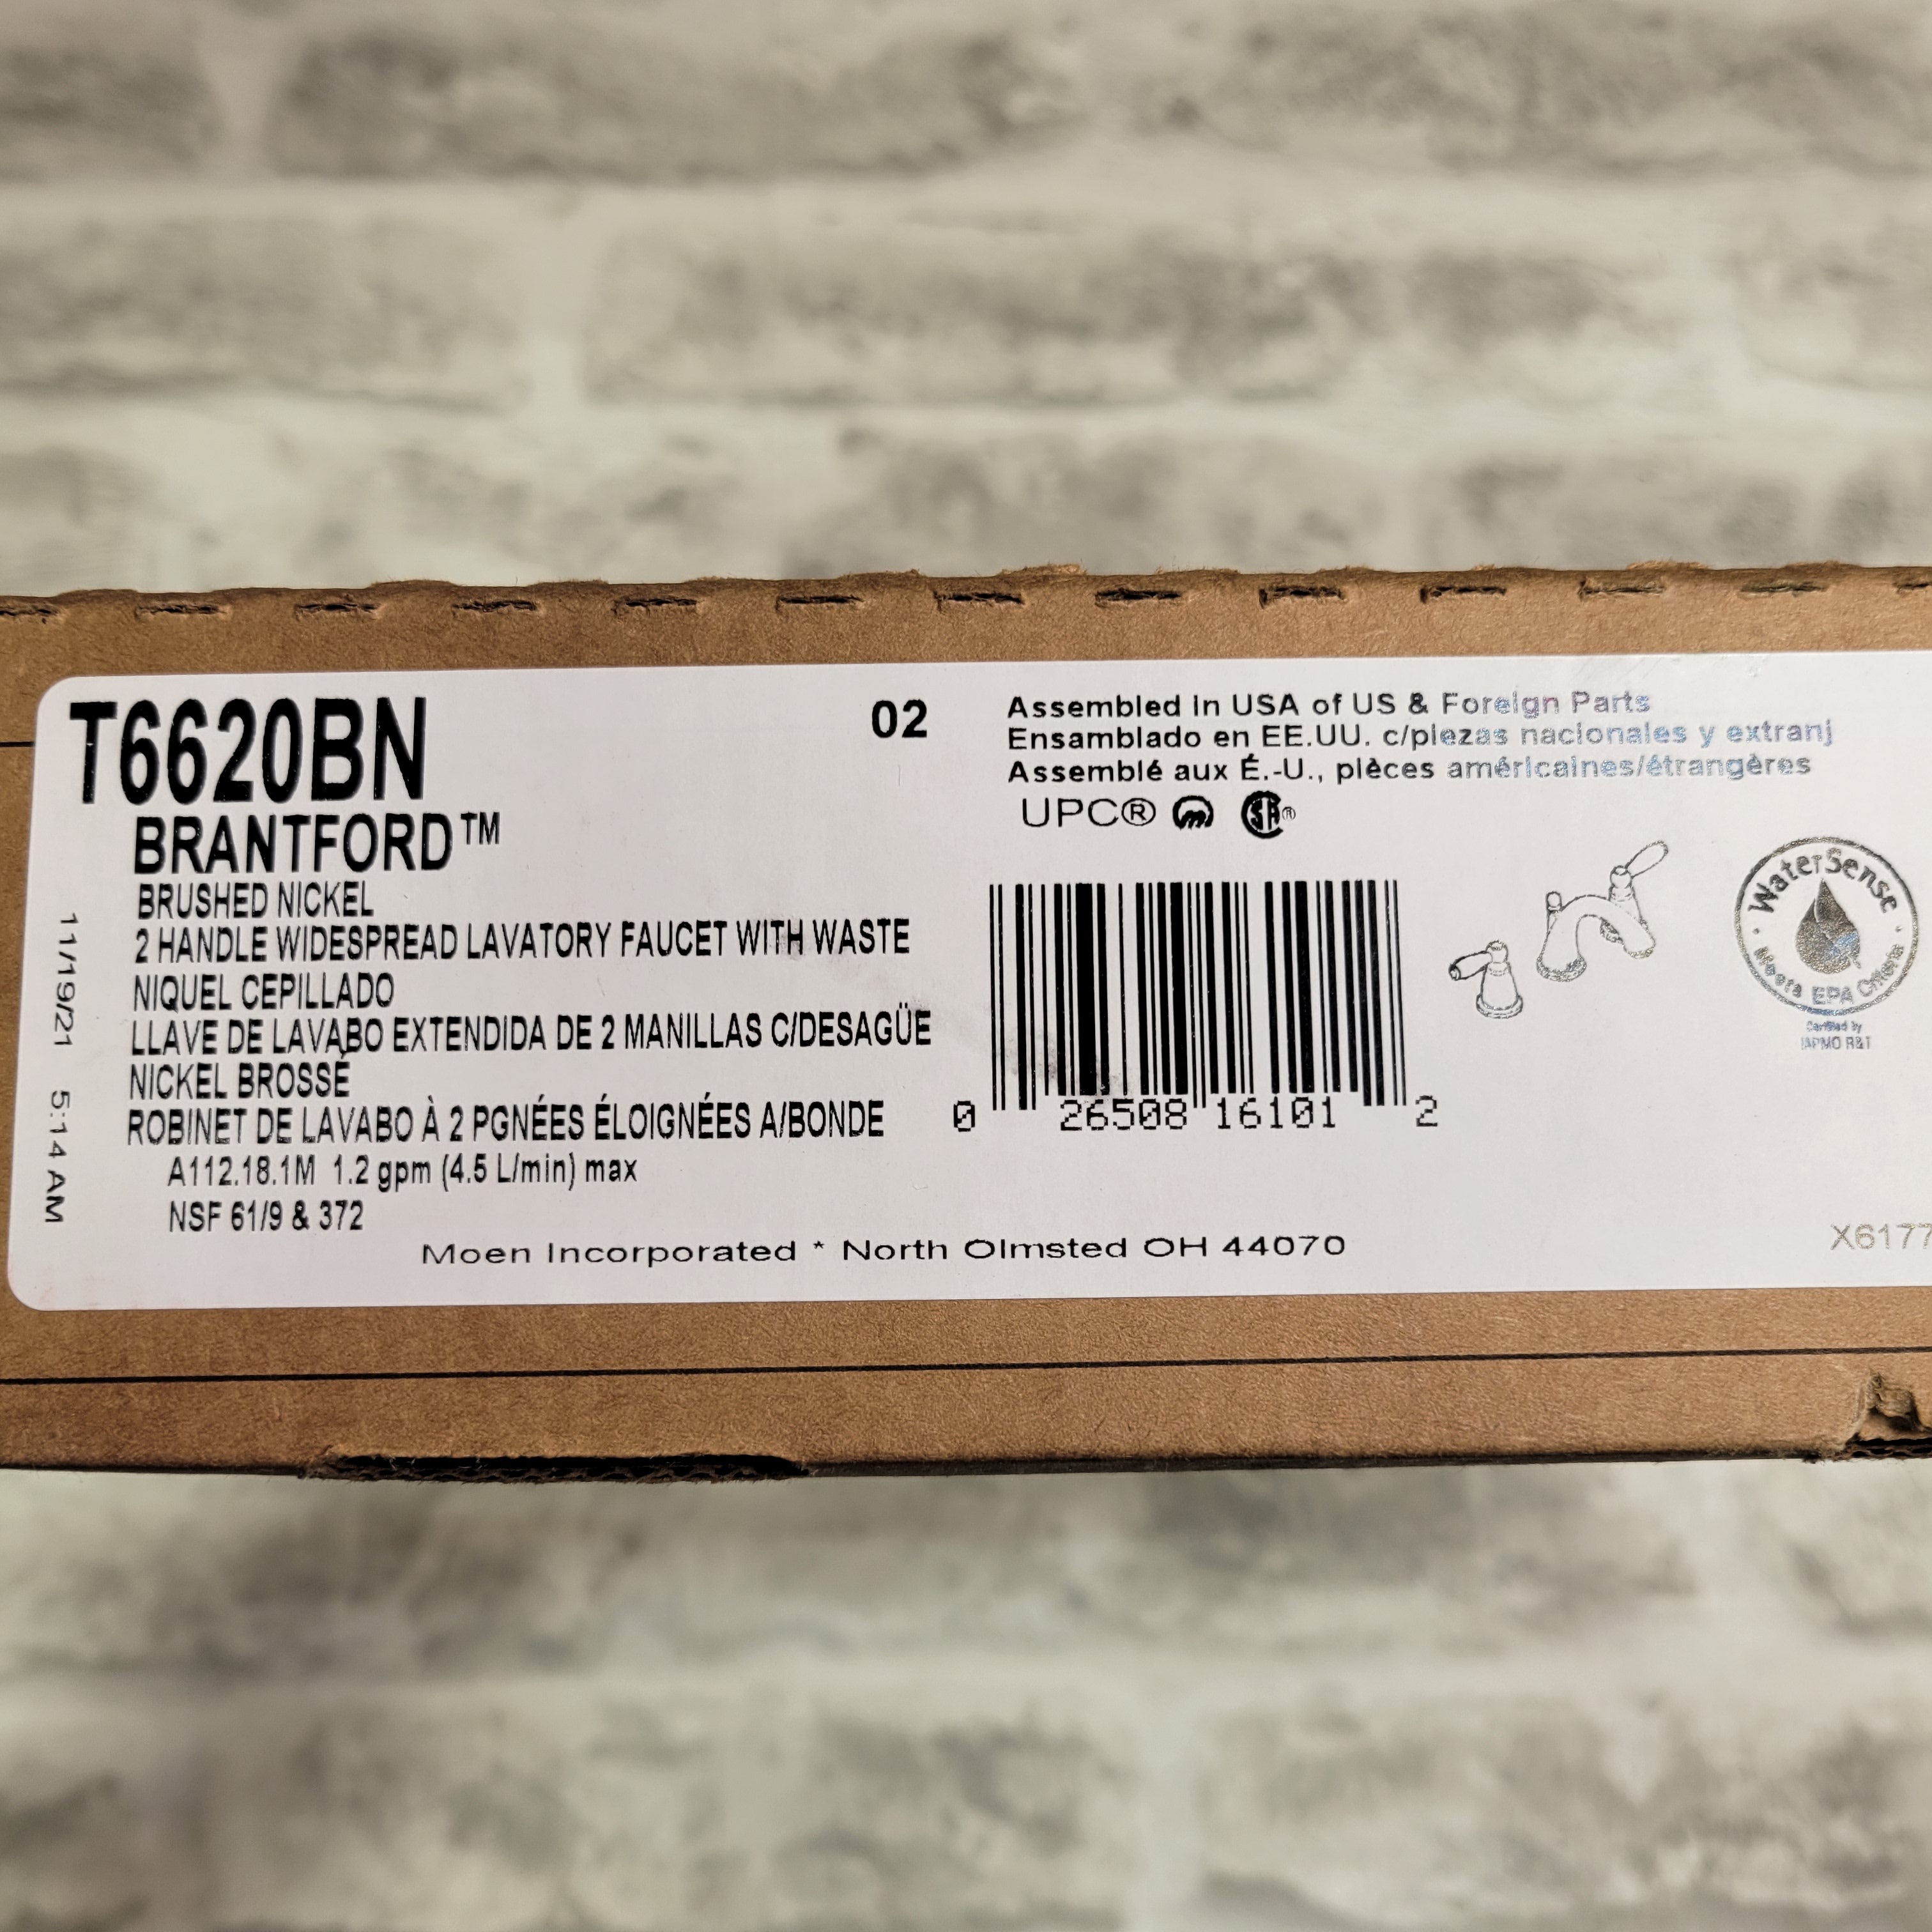 T6620BN
02
BRANTFORD™
BRUSHED NICKEL
2 HANDLE WIDESPREAD LAVATORY FAUCET WITH WASTE
NIQUEL CEPILLADO
LLAVE DE LAVABO EXTENDIDA DE 2 MANILLAS C/DESAGÜE
NICKEL BROSSÉ
ROBINET DE LAVABO À 2 PGNÉES ÉLOIGNÉES A/BONDE
A112.18.1M 1.2 gpm (4.5 L/min) max
NSF 61/9 & 372
11/19/21 5:14 AM
Assembled in USA of US & Foreign Parts
Ensamblado en EE.UU. c/piezas nacionales y extranj
Assemblé aux É.-U., pièces américaines/étrangères
UPC® SA®
0 26508 16101 2
WaterSense
Meets EPA Criteria
Certified by
IAPMO R&T
X6177
Moen Incorporated * North Olmsted OH 44070